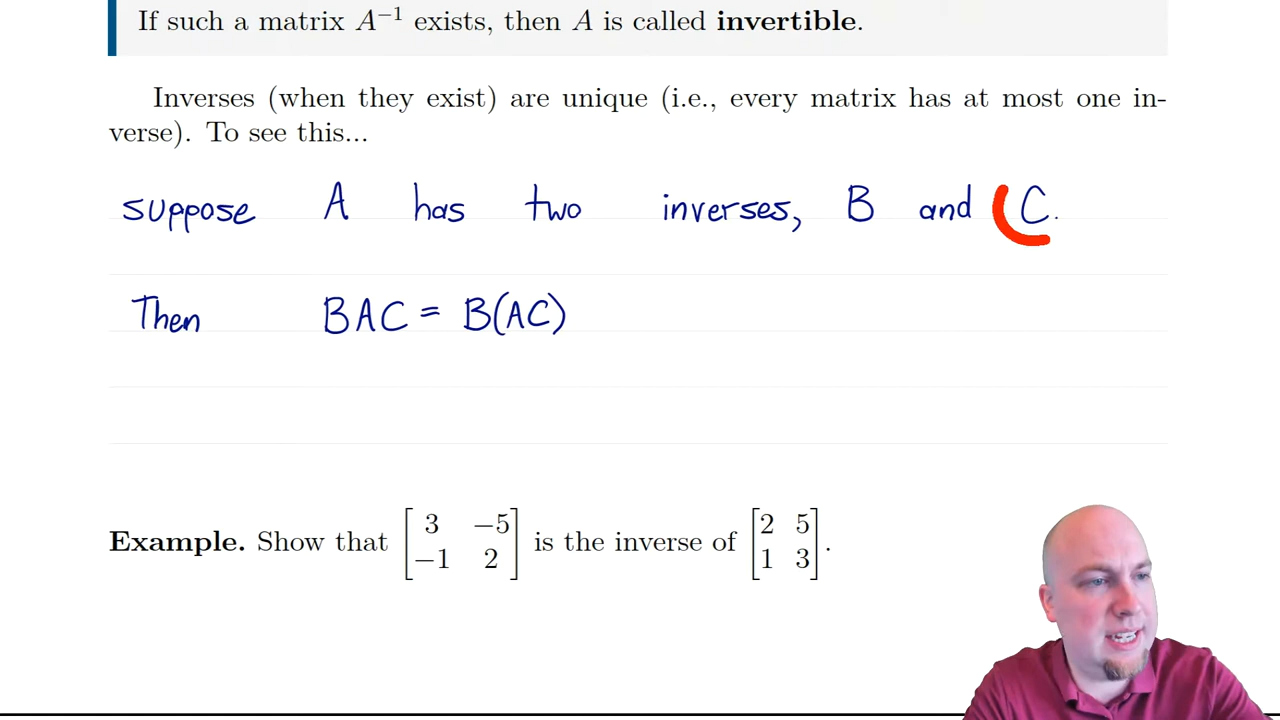 If such a matrix A⁻¹ exists, then A is called invertible.
Inverses (when they exist) are unique (i.e., every matrix has at most one in-
verse). To see this...
suppose A has two inverses, B and C.
Then BAC = B(AC)
Example. Show that [3 −5; −1 2] is the inverse of [2 5; 1 3].